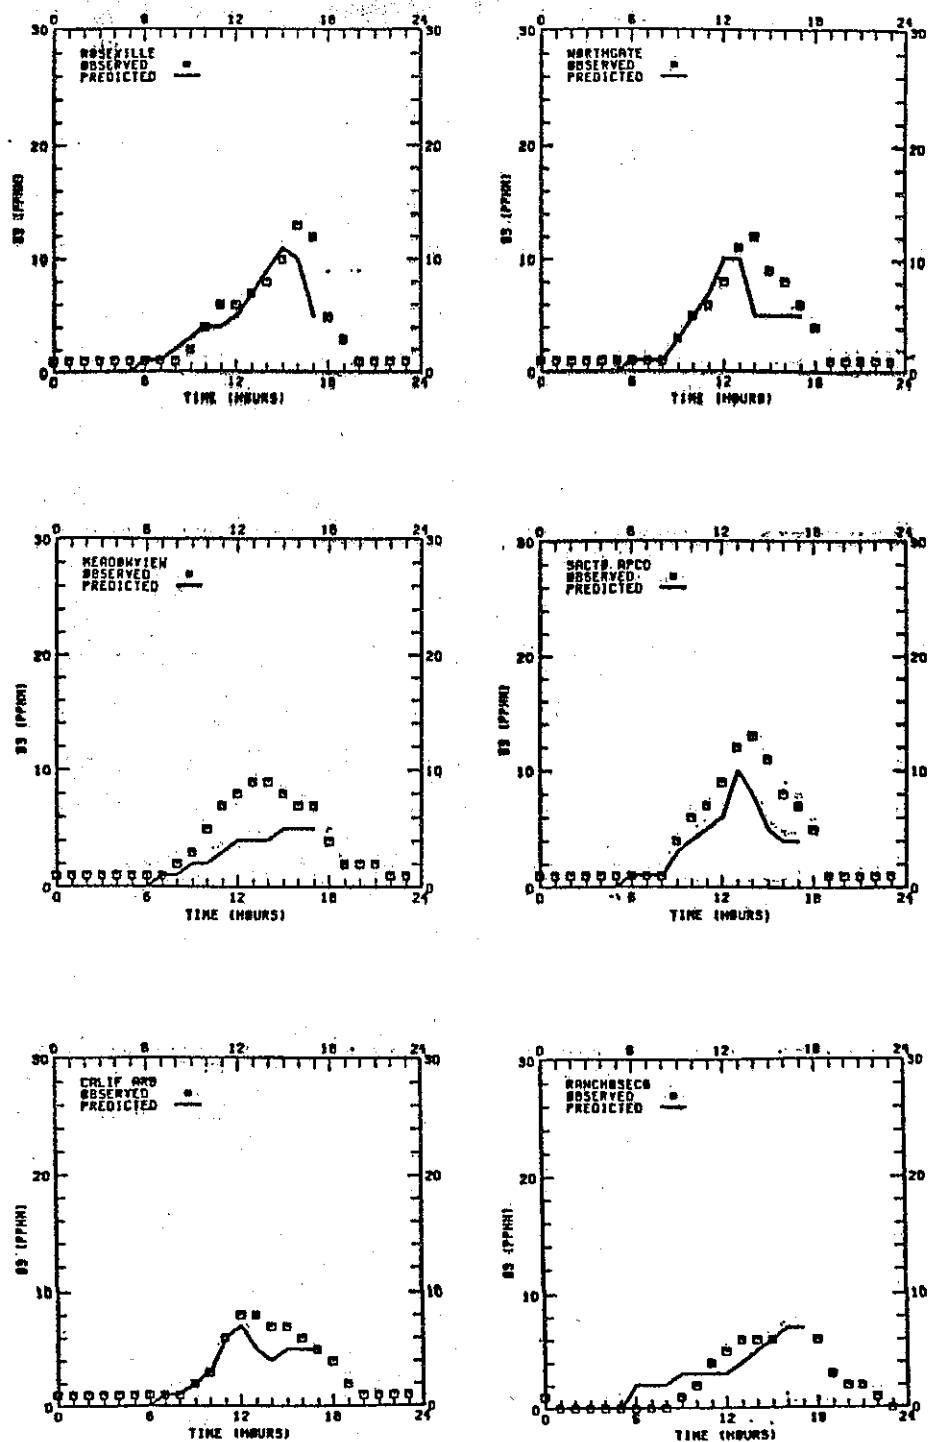 0 6 12 18 24
0 6 12 18 24
30 30
ROSEVILLE
NORTHGATE
OBSERVED
OBSERVED
PREDICTED
PREDICTED
20 20
20 20
O3 (PPHM)
O3 (PPHM)
10 10
10 10
0 0
0 0
0 6 12 18 24
0 6 12 18 24
TIME (HOURS)
TIME (HOURS)
0 6 12 18 24
0 6 12 18 24
30 30
30 30
MEADOWVIEW
SACTO. APCD
OBSERVED
OBSERVED
PREDICTED
PREDICTED
20 20
20 20
O3 (PPHM)
O3 (PPHM)
10 10
10 10
0 0
0 0
0 6 12 18 24
0 6 12 18 24
TIME (HOURS)
TIME (HOURS)
0 6 12 18 24
0 6 12 18 24
30 30
30 30
CALIF ARB
RANCHOSECO
OBSERVED
OBSERVED
PREDICTED
PREDICTED
20 20
20 20
O3 (PPHM)
O3 (PPHM)
10 10
10 10
0 0
0 0
0 6 12 18 24
0 6 12 18 24
TIME (HOURS)
TIME (HOURS)